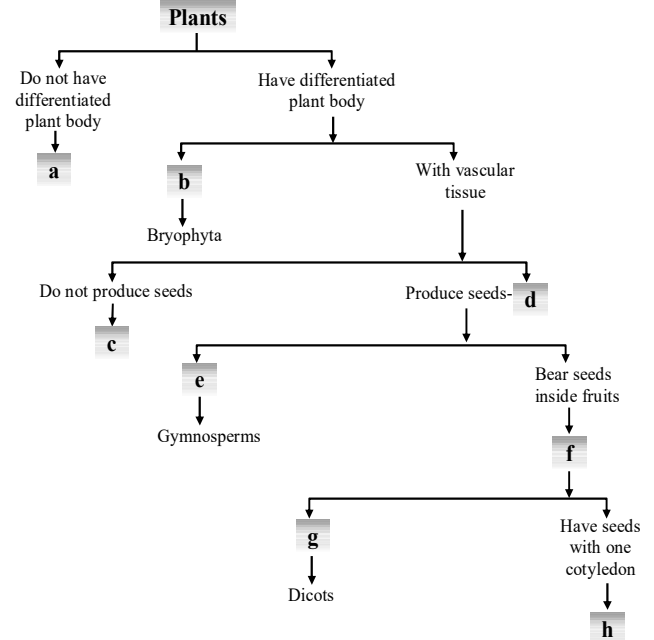 Plants
Do not have
differentiated
plant body
Have differentiated
plant body
a
b
With vascular
tissue
Bryophyta
Do not produce seeds
Produce seeds-
d
c
e
Bear seeds
inside fruits
Gymnosperms
f
g
Have seeds
with one
cotyledon
Dicots
h